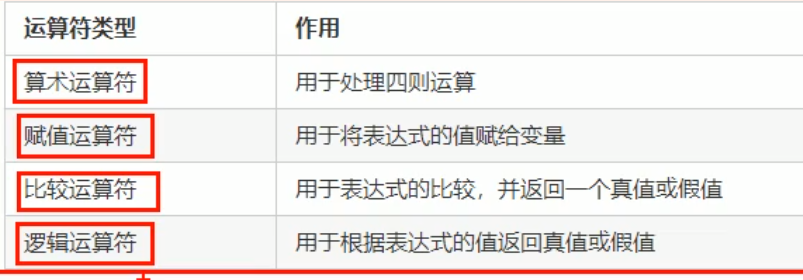 运算符类型 作用
算术运算符 用于处理四则运算
赋值运算符 用于将表达式的值赋给变量
比较运算符 用于表达式的比较，并返回一个真值或假值
逻辑运算符 用于根据表达式的值返回真值或假值